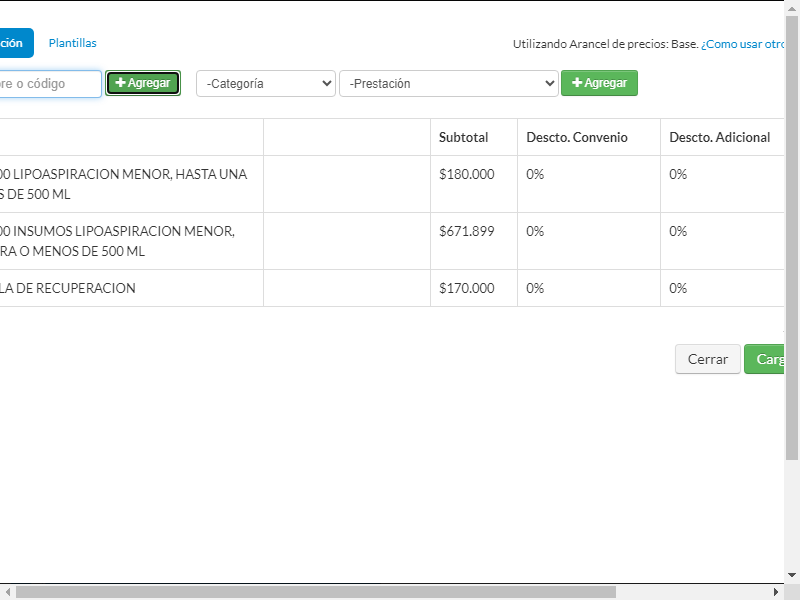 ción Plantillas Utilizando Arancel de precios: Base. ¿Como usar otro
re o código + Agregar -Categoría -Prestación + Agregar
Subtotal Descto. Convenio Descto. Adicional
00 LIPOASPIRACION MENOR, HASTA UNA $180.000 0% 0%
S DE 500 ML
00 INSUMOS LIPOASPIRACION MENOR, $671.899 0% 0%
RA O MENOS DE 500 ML
LA DE RECUPERACION $170.000 0% 0%
Cerrar Carg